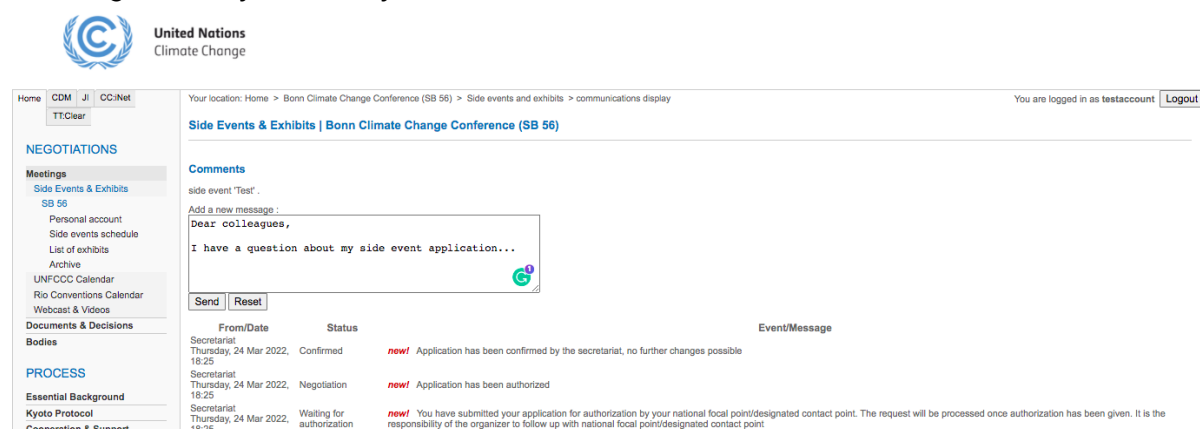 United Nations
Climate Change
Home CDM JI CC:iNet
TT:Clear
Your location: Home > Bonn Climate Change Conference (SB 56) > Side events and exhibits > communications display
You are logged in as testaccount Logout
Side Events & Exhibits | Bonn Climate Change Conference (SB 56)
NEGOTIATIONS
Meetings
Side Events & Exhibits
SB 56
Personal account
Side events schedule
List of exhibits
Archive
UNFCCC Calendar
Rio Conventions Calendar
Webcast & Videos
Documents & Decisions
Bodies
PROCESS
Essential Background
Kyoto Protocol
Cooperation & Support
Comments
side event 'Test' .
Add a new message :
Dear colleagues,
I have a question about my side event application...
Send Reset
From/Date Status Event/Message
Secretariat
Thursday, 24 Mar 2022, Confirmed new! Application has been confirmed by the secretariat, no further changes possible
18:25
Secretariat
Thursday, 24 Mar 2022, Negotiation new! Application has been authorized
18:25
Secretariat
Thursday, 24 Mar 2022, Waiting for new! You have submitted your application for authorization by your national focal point/designated contact point. The request will be processed once authorization has been given. It is the
18:25 authorization responsibility of the organizer to follow up with national focal point/designated contact point